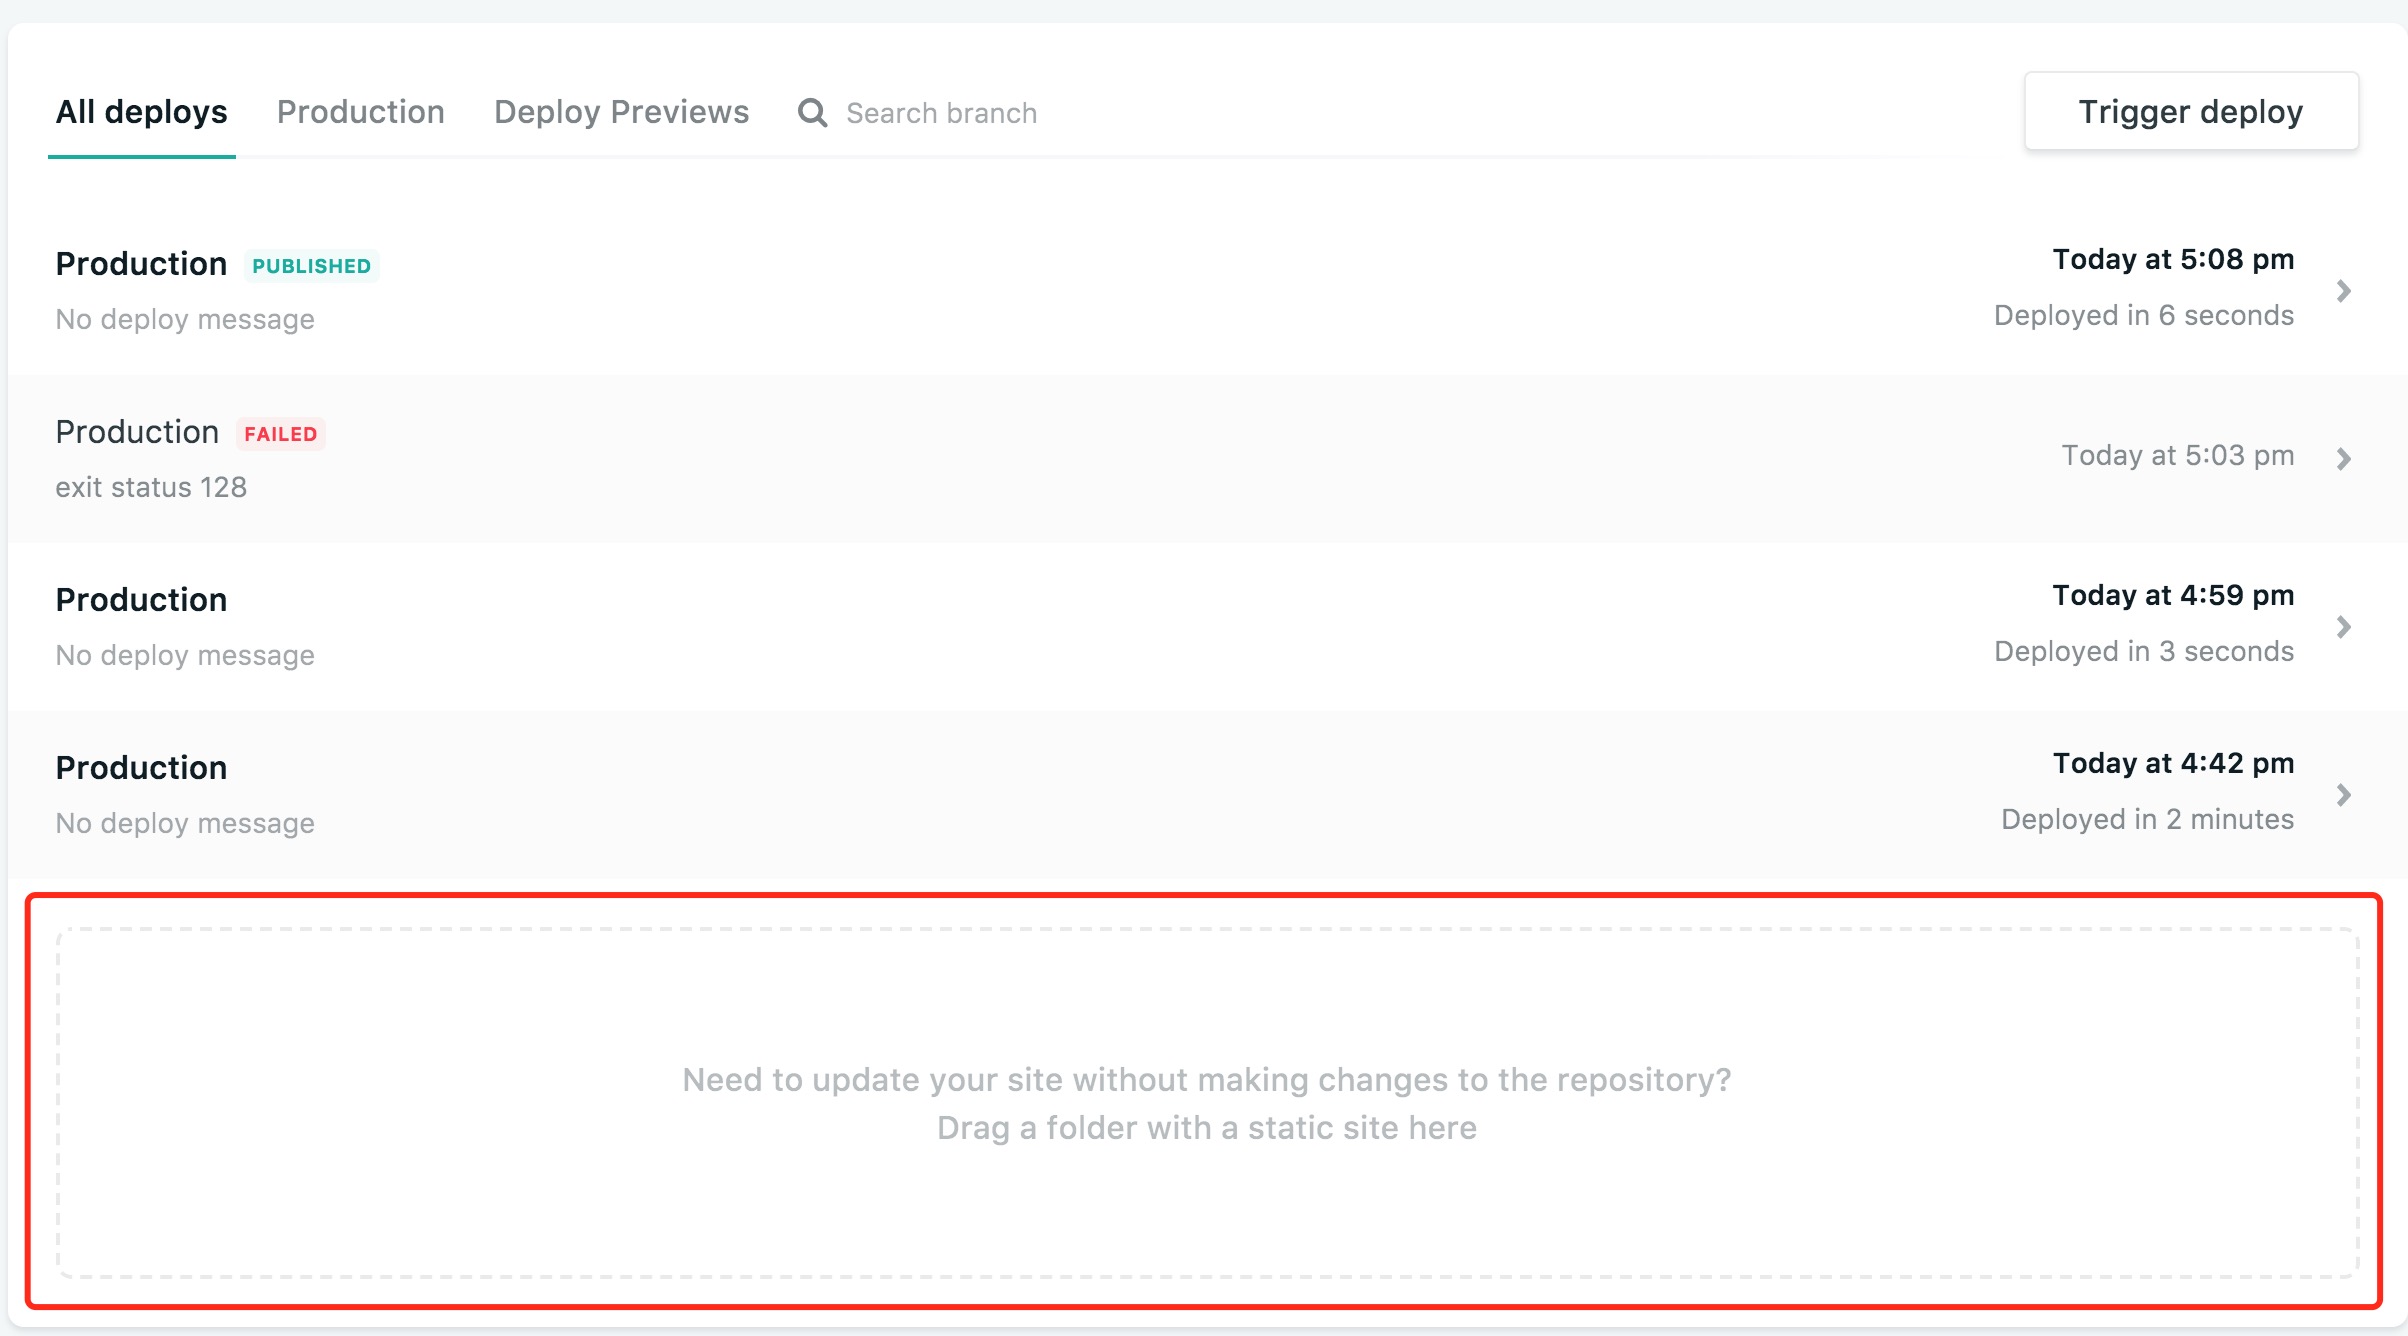 All deploys
Production
Deploy Previews
Search branch
Trigger deploy
Production PUBLISHED
No deploy message
Today at 5:08 pm
Deployed in 6 seconds
Production FAILED
exit status 128
Today at 5:03 pm
Production
No deploy message
Today at 4:59 pm
Deployed in 3 seconds
Production
No deploy message
Today at 4:42 pm
Deployed in 2 minutes
Need to update your site without making changes to the repository?
Drag a folder with a static site here